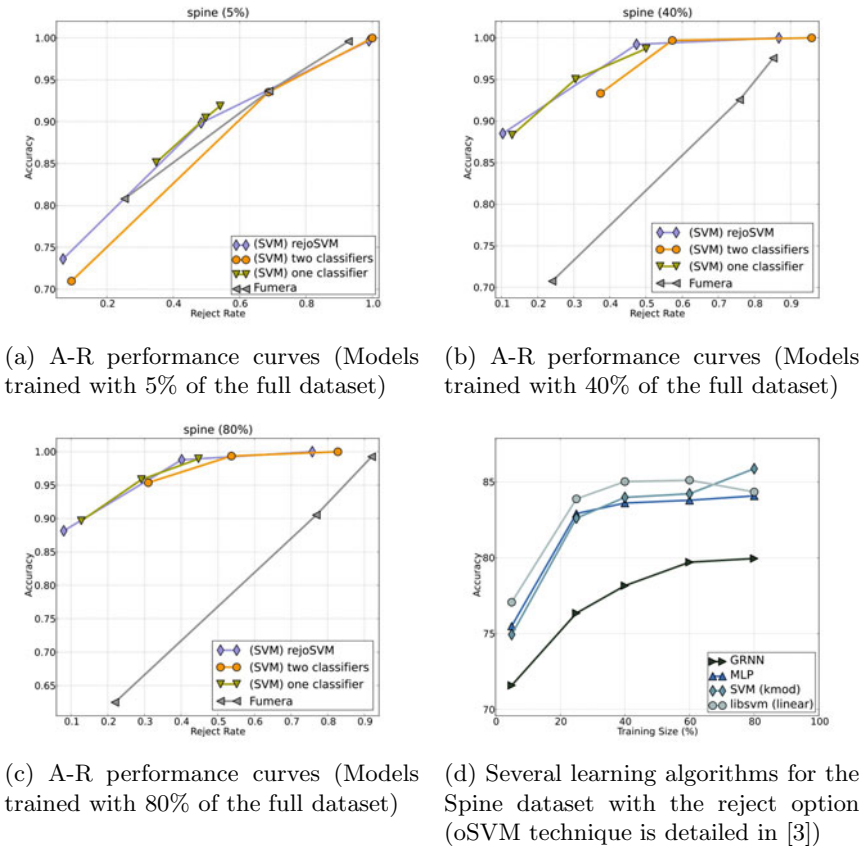 spine (5%)
1.00
0.95
0.90
0.85
0.80
0.75
0.70
Accuracy
0.2
0.4
0.6
0.8
1.0
Reject Rate
(SVM) rejoSVM
(SVM) two classifiers
(SVM) one classifier
Fumera
spine (40%)
1.00
0.95
0.90
0.85
0.80
0.75
0.70
Accuracy
0.1
0.2
0.3
0.4
0.5
0.6
0.7
0.8
0.9
Reject Rate
(SVM) rejoSVM
(SVM) two classifiers
(SVM) one classifier
Fumera
(a) A-R performance curves (Models
trained with 5% of the full dataset)
(b) A-R performance curves (Models
trained with 40% of the full dataset)
spine (80%)
1.00
0.95
0.90
0.85
0.80
0.75
0.70
0.65
Accuracy
0.1
0.2
0.3
0.4
0.5
0.6
0.7
0.8
0.9
Reject Rate
(SVM) rejoSVM
(SVM) two classifiers
(SVM) one classifier
Fumera
85
80
75
70
Accuracy
0
20
40
60
80
100
Training Size (%)
GRNN
MLP
SVM (kmod)
libsvm (linear)
(c) A-R performance curves (Models
trained with 80% of the full dataset)
(d) Several learning algorithms for the
Spine dataset with the reject option
(oSVM technique is detailed in [3])